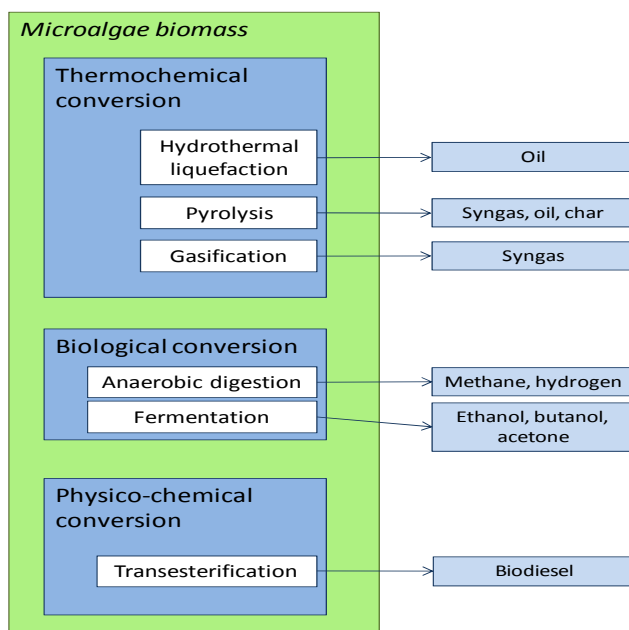 Microalgae biomass
Thermochemical
conversion
Hydrothermal
liquefaction
Oil
Pyrolysis
Syngas, oil, char
Gasification
Syngas
Biological conversion
Anaerobic digestion
Methane, hydrogen
Fermentation
Ethanol, butanol,
acetone
Physico-chemical
conversion
Transesterification
Biodiesel